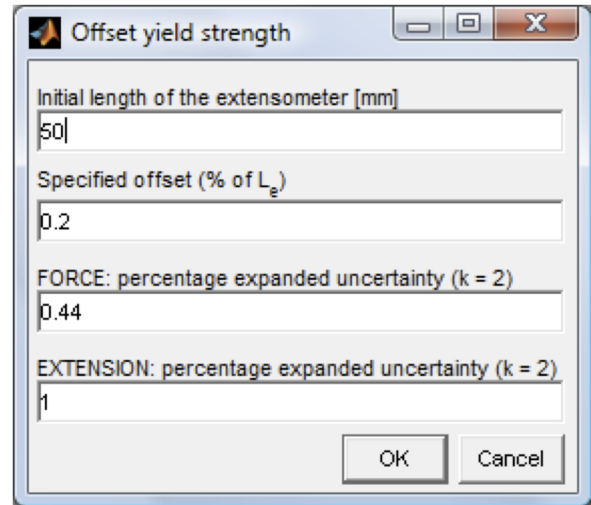 Offset yield strength
Initial length of the extensometer [mm]
50
Specified offset (% of Le)
0.2
FORCE: percentage expanded uncertainty (k = 2)
0.44
EXTENSION: percentage expanded uncertainty (k = 2)
1
OK Cancel